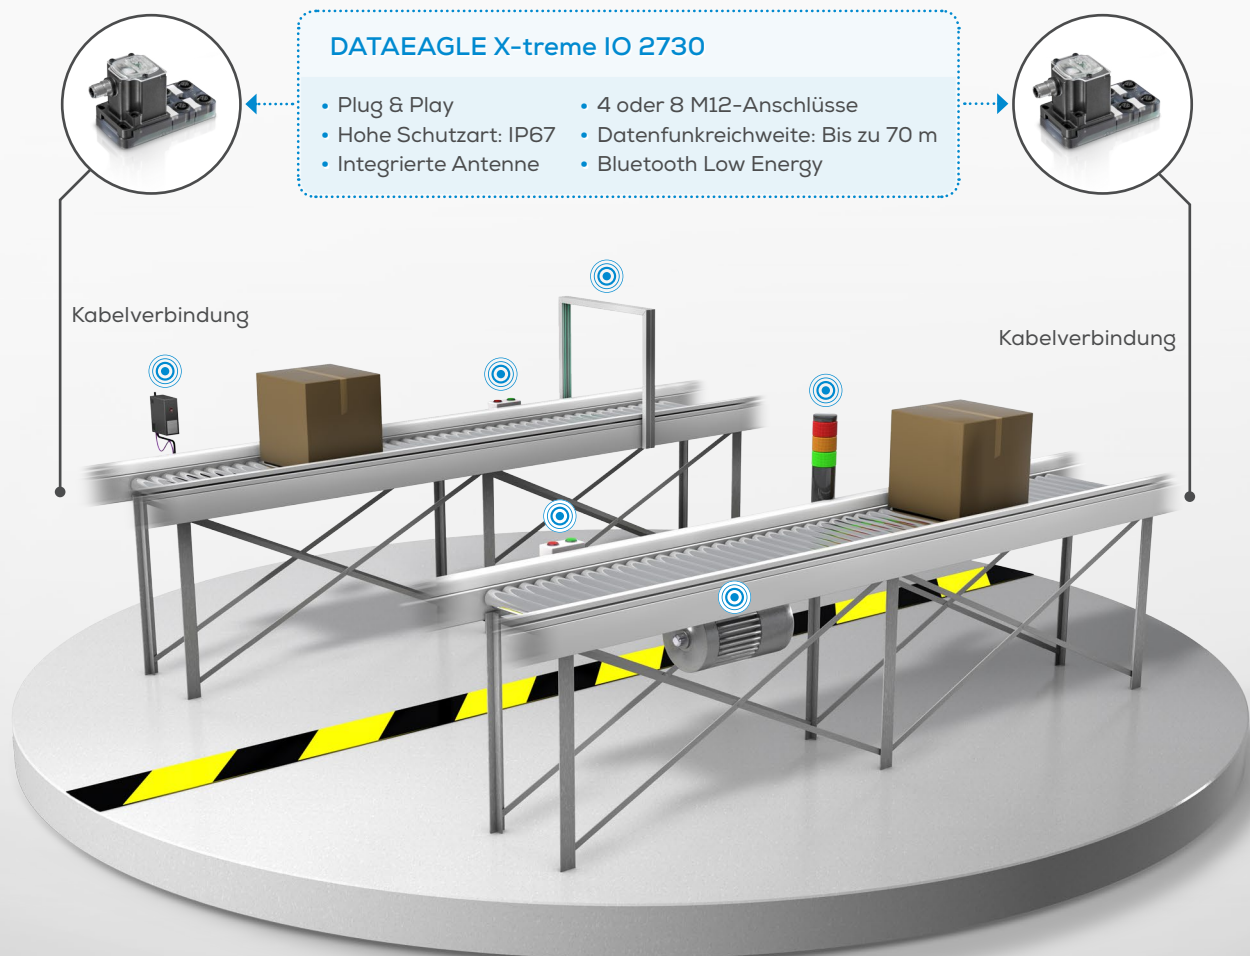 DATAEAGLE X-treme IO 2730
• Plug & Play
• Hohe Schutzart: IP67
• Integrierte Antenne
• 4 oder 8 M12-Anschlüsse
• Datenfunkreichweite: Bis zu 70 m
• Bluetooth Low Energy
Kabelverbindung
Kabelverbindung